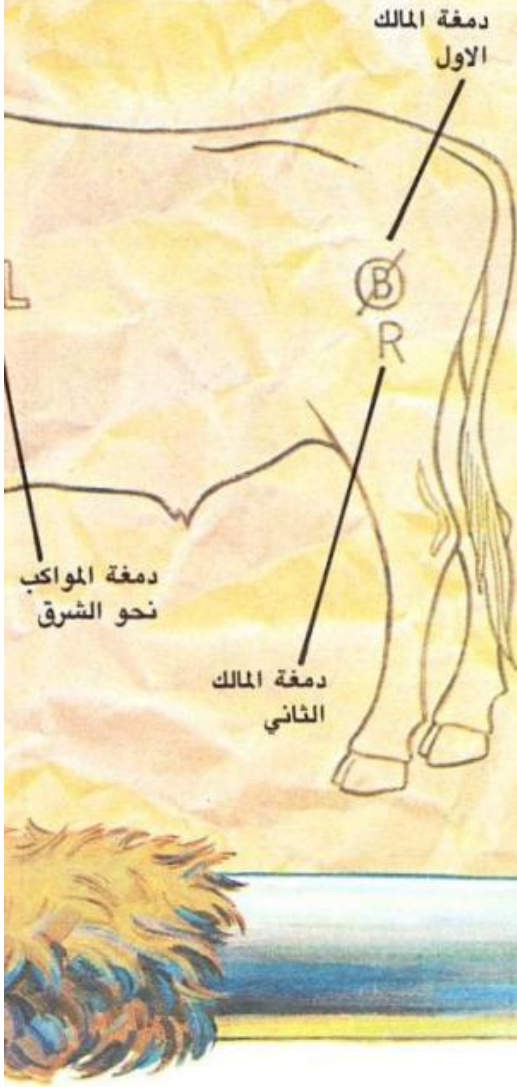 دمغة المالك
الاول
B
R
L
دمغة المواكب
نحو الشرق
دمغة المالك
الثاني